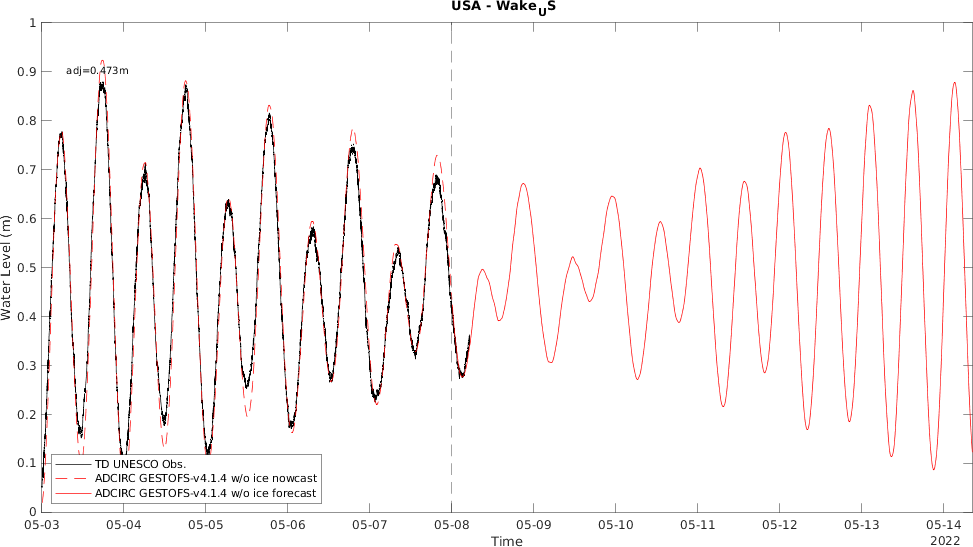 USA - Wake_US
1
0.9
adj=0.473m
0.8
0.7
0.6
0.5
0.4
0.3
0.2
0.1
0
Water Level (m)
TD UNESCO Obs.
ADCIRC GESTOFS-v4.1.4 w/o ice nowcast
ADCIRC GESTOFS-v4.1.4 w/o ice forecast
05-03 05-04 05-05 05-06 05-07 05-08 05-09 05-10 05-11 05-12 05-13 05-14
Time
2022